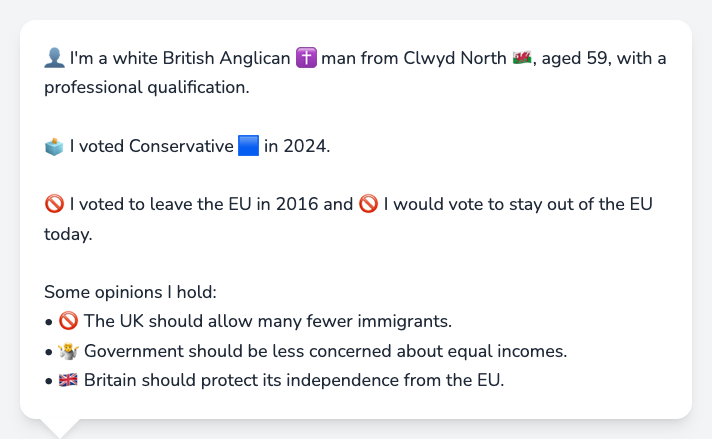 👤 I'm a white British Anglican ✝️ man from Clwyd North 🏴󠁧󠁢󠁷󠁬󠁳󠁿, aged 59, with a
professional qualification.
🗳️ I voted Conservative 🟦 in 2024.
🚫 I voted to leave the EU in 2016 and 🚫 I would vote to stay out of the EU
today.
Some opinions I hold:
• 🚫 The UK should allow many fewer immigrants.
• 🤷 Government should be less concerned about equal incomes.
• 🇬🇧 Britain should protect its independence from the EU.